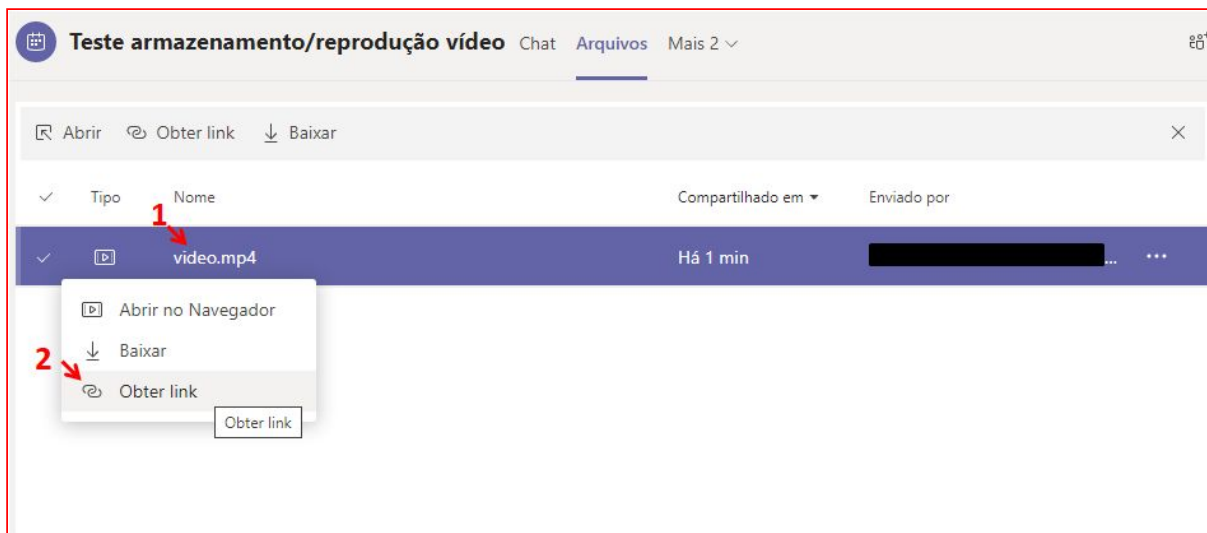 Teste armazenamento/reprodução vídeo Chat Arquivos Mais 2
Abrir Obter link Baixar
Tipo Nome Compartilhado em Enviado por
1
video.mp4 Há 1 min ... ...
Abrir no Navegador
2 Baixar
Obter link
Obter link